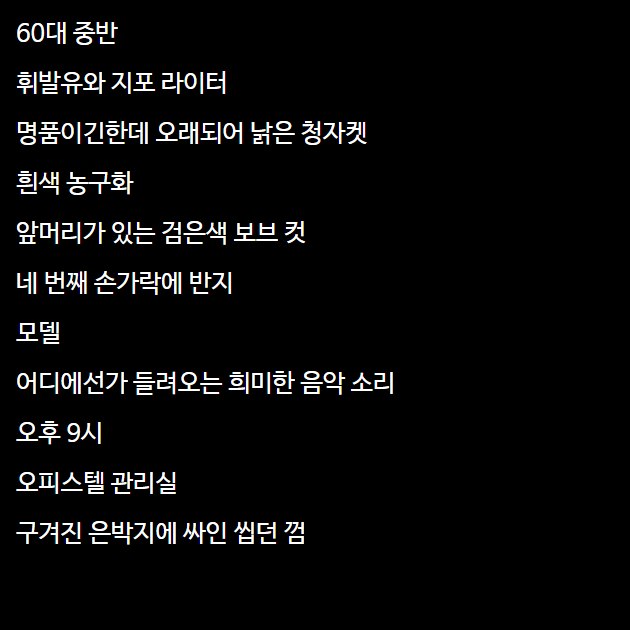 60대 중반
휘발유와 지포 라이터
명품이긴한데 오래되어 낡은 청자켓
흰색 농구화
앞머리가 있는 검은색 보브 컷
네 번째 손가락에 반지
모델
어디에선가 들려오는 희미한 음악 소리
오후 9시
오피스텔 관리실
구겨진 은박지에 싸인 씹던 껌